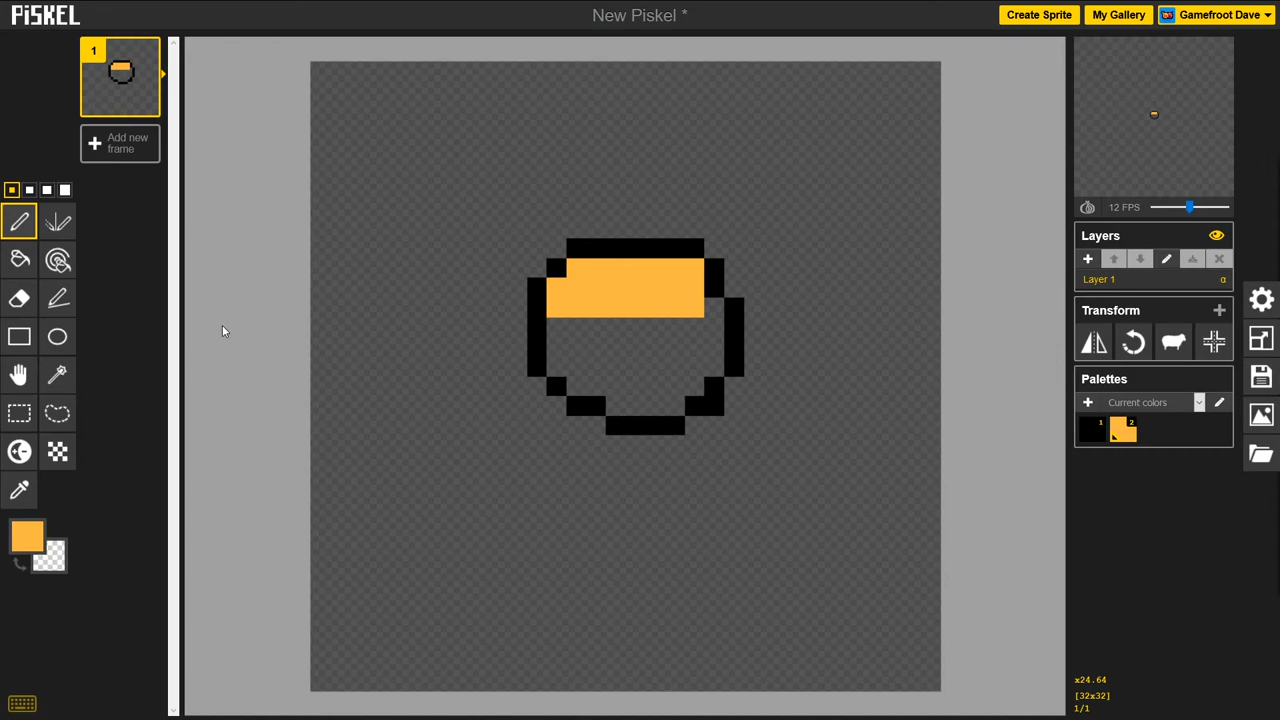 PiSKEL
New Piskel *
Create Sprite
My Gallery
Gamefroot Dave
1
Add new
frame
12 FPS
Layers
Layer 1
α
Transform
Palettes
Current colors
1
2
x24.64
[32x32]
1/1